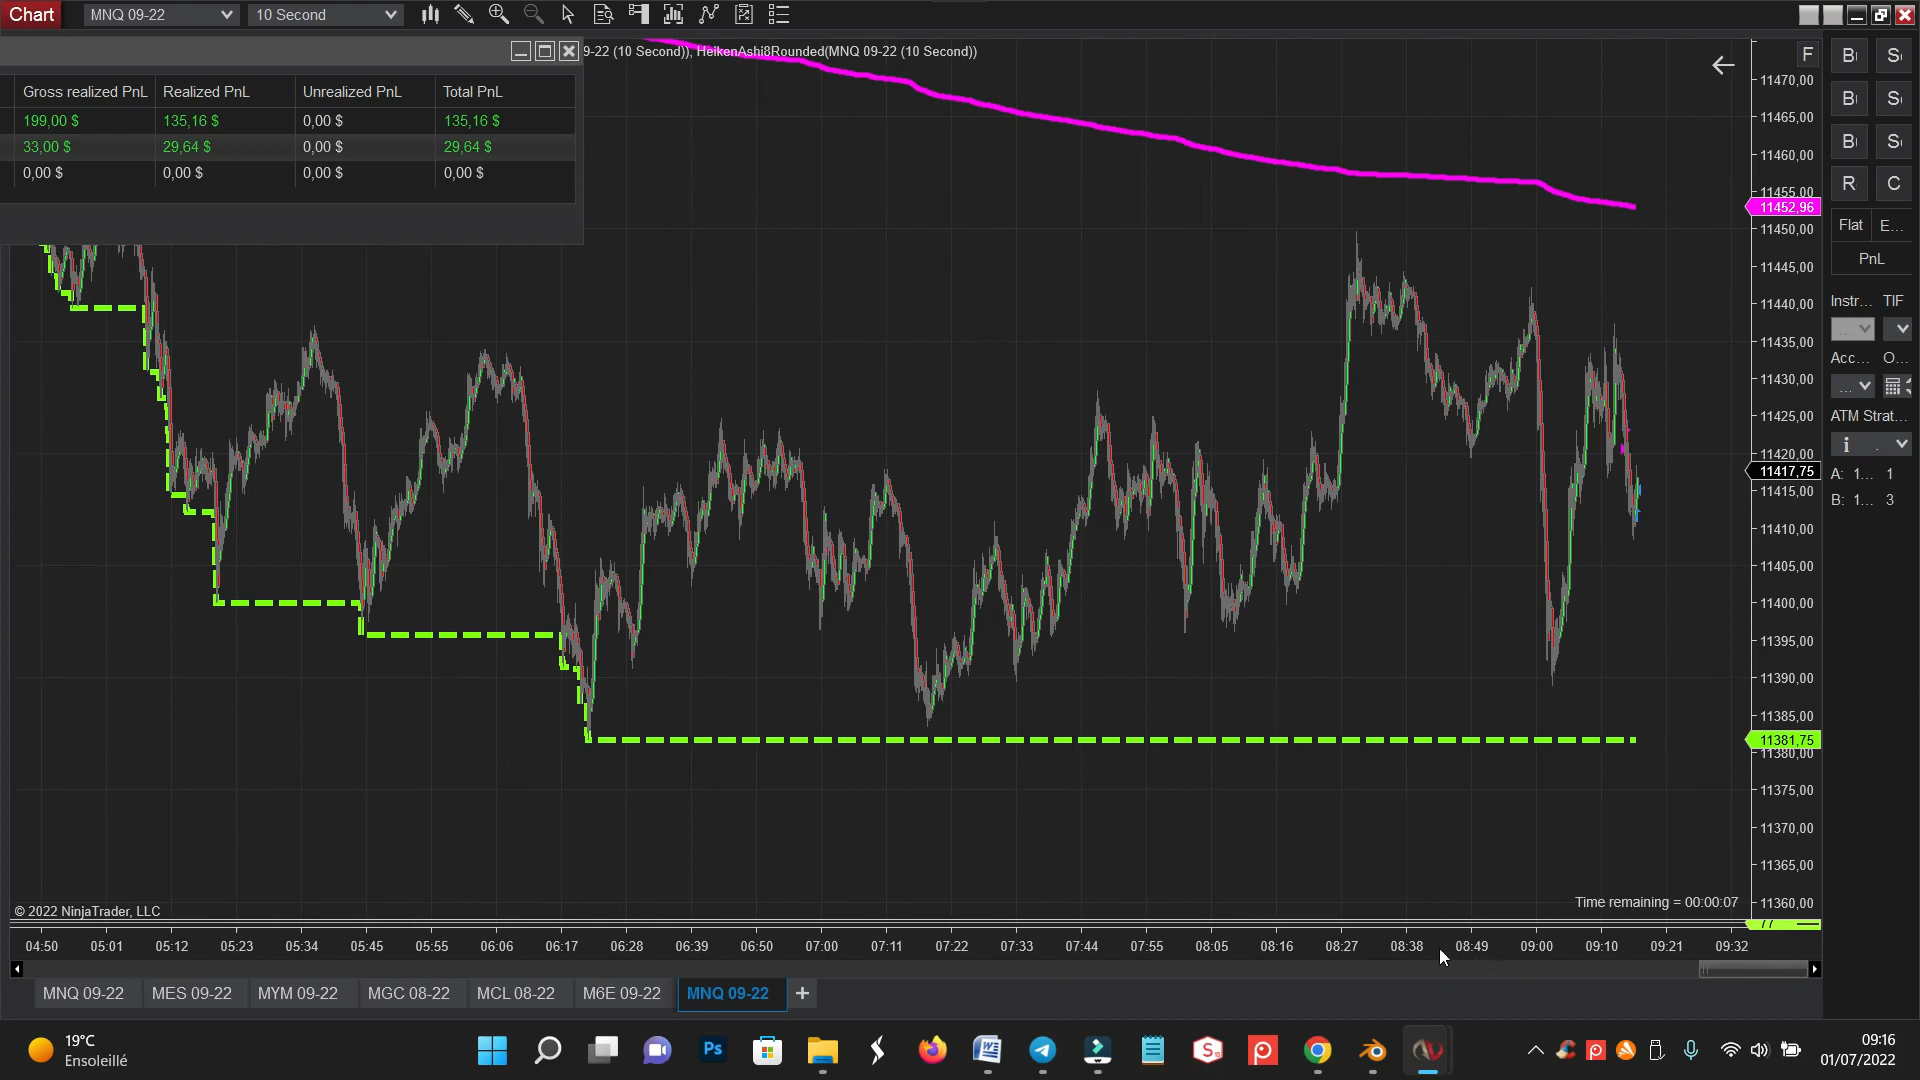 Chart MNQ 09-22 10 Second
9-22 (10 Second)), HeikenAshi8Rounded(MNQ 09-22 (10 Second))
F
Gross realized PnL Realized PnL Unrealized PnL Total PnL
199,00 $ 135,16 $ 0,00 $ 135,16 $
33,00 $ 29,64 $ 0,00 $ 29,64 $
0,00 $ 0,00 $ 0,00 $ 0,00 $
11470,00
11465,00
11460,00
11455,00
11452,96
11450,00
11445,00
11440,00
11435,00
11430,00
11425,00
11420,00
11417,75
11415,00
11410,00
11405,00
11400,00
11395,00
11390,00
11385,00
11381,75
11380,00
11375,00
11370,00
11365,00
11360,00
77
R C
Flat E...
PnL
Instr... TIF
Acc... O...
ATM Strat...
A: 1... 1
B: 1... 3
Time remaining = 00:00:07
© 2022 NinjaTrader, LLC
04:50 05:01 05:12 05:23 05:34 05:45 05:55 06:06 06:17 06:28 06:39 06:50 07:00 07:11 07:22 07:33 07:44 07:55 08:05 08:16 08:27 08:38 08:49 09:00 09:10 09:21 09:32
MNQ 09-22 MES 09-22 MYM 09-22 MGC 08-22 MCL 08-22 M6E 09-22 MNQ 09-22 +
19°C
Ensoleillé
Ps
09:16
01/07/2022